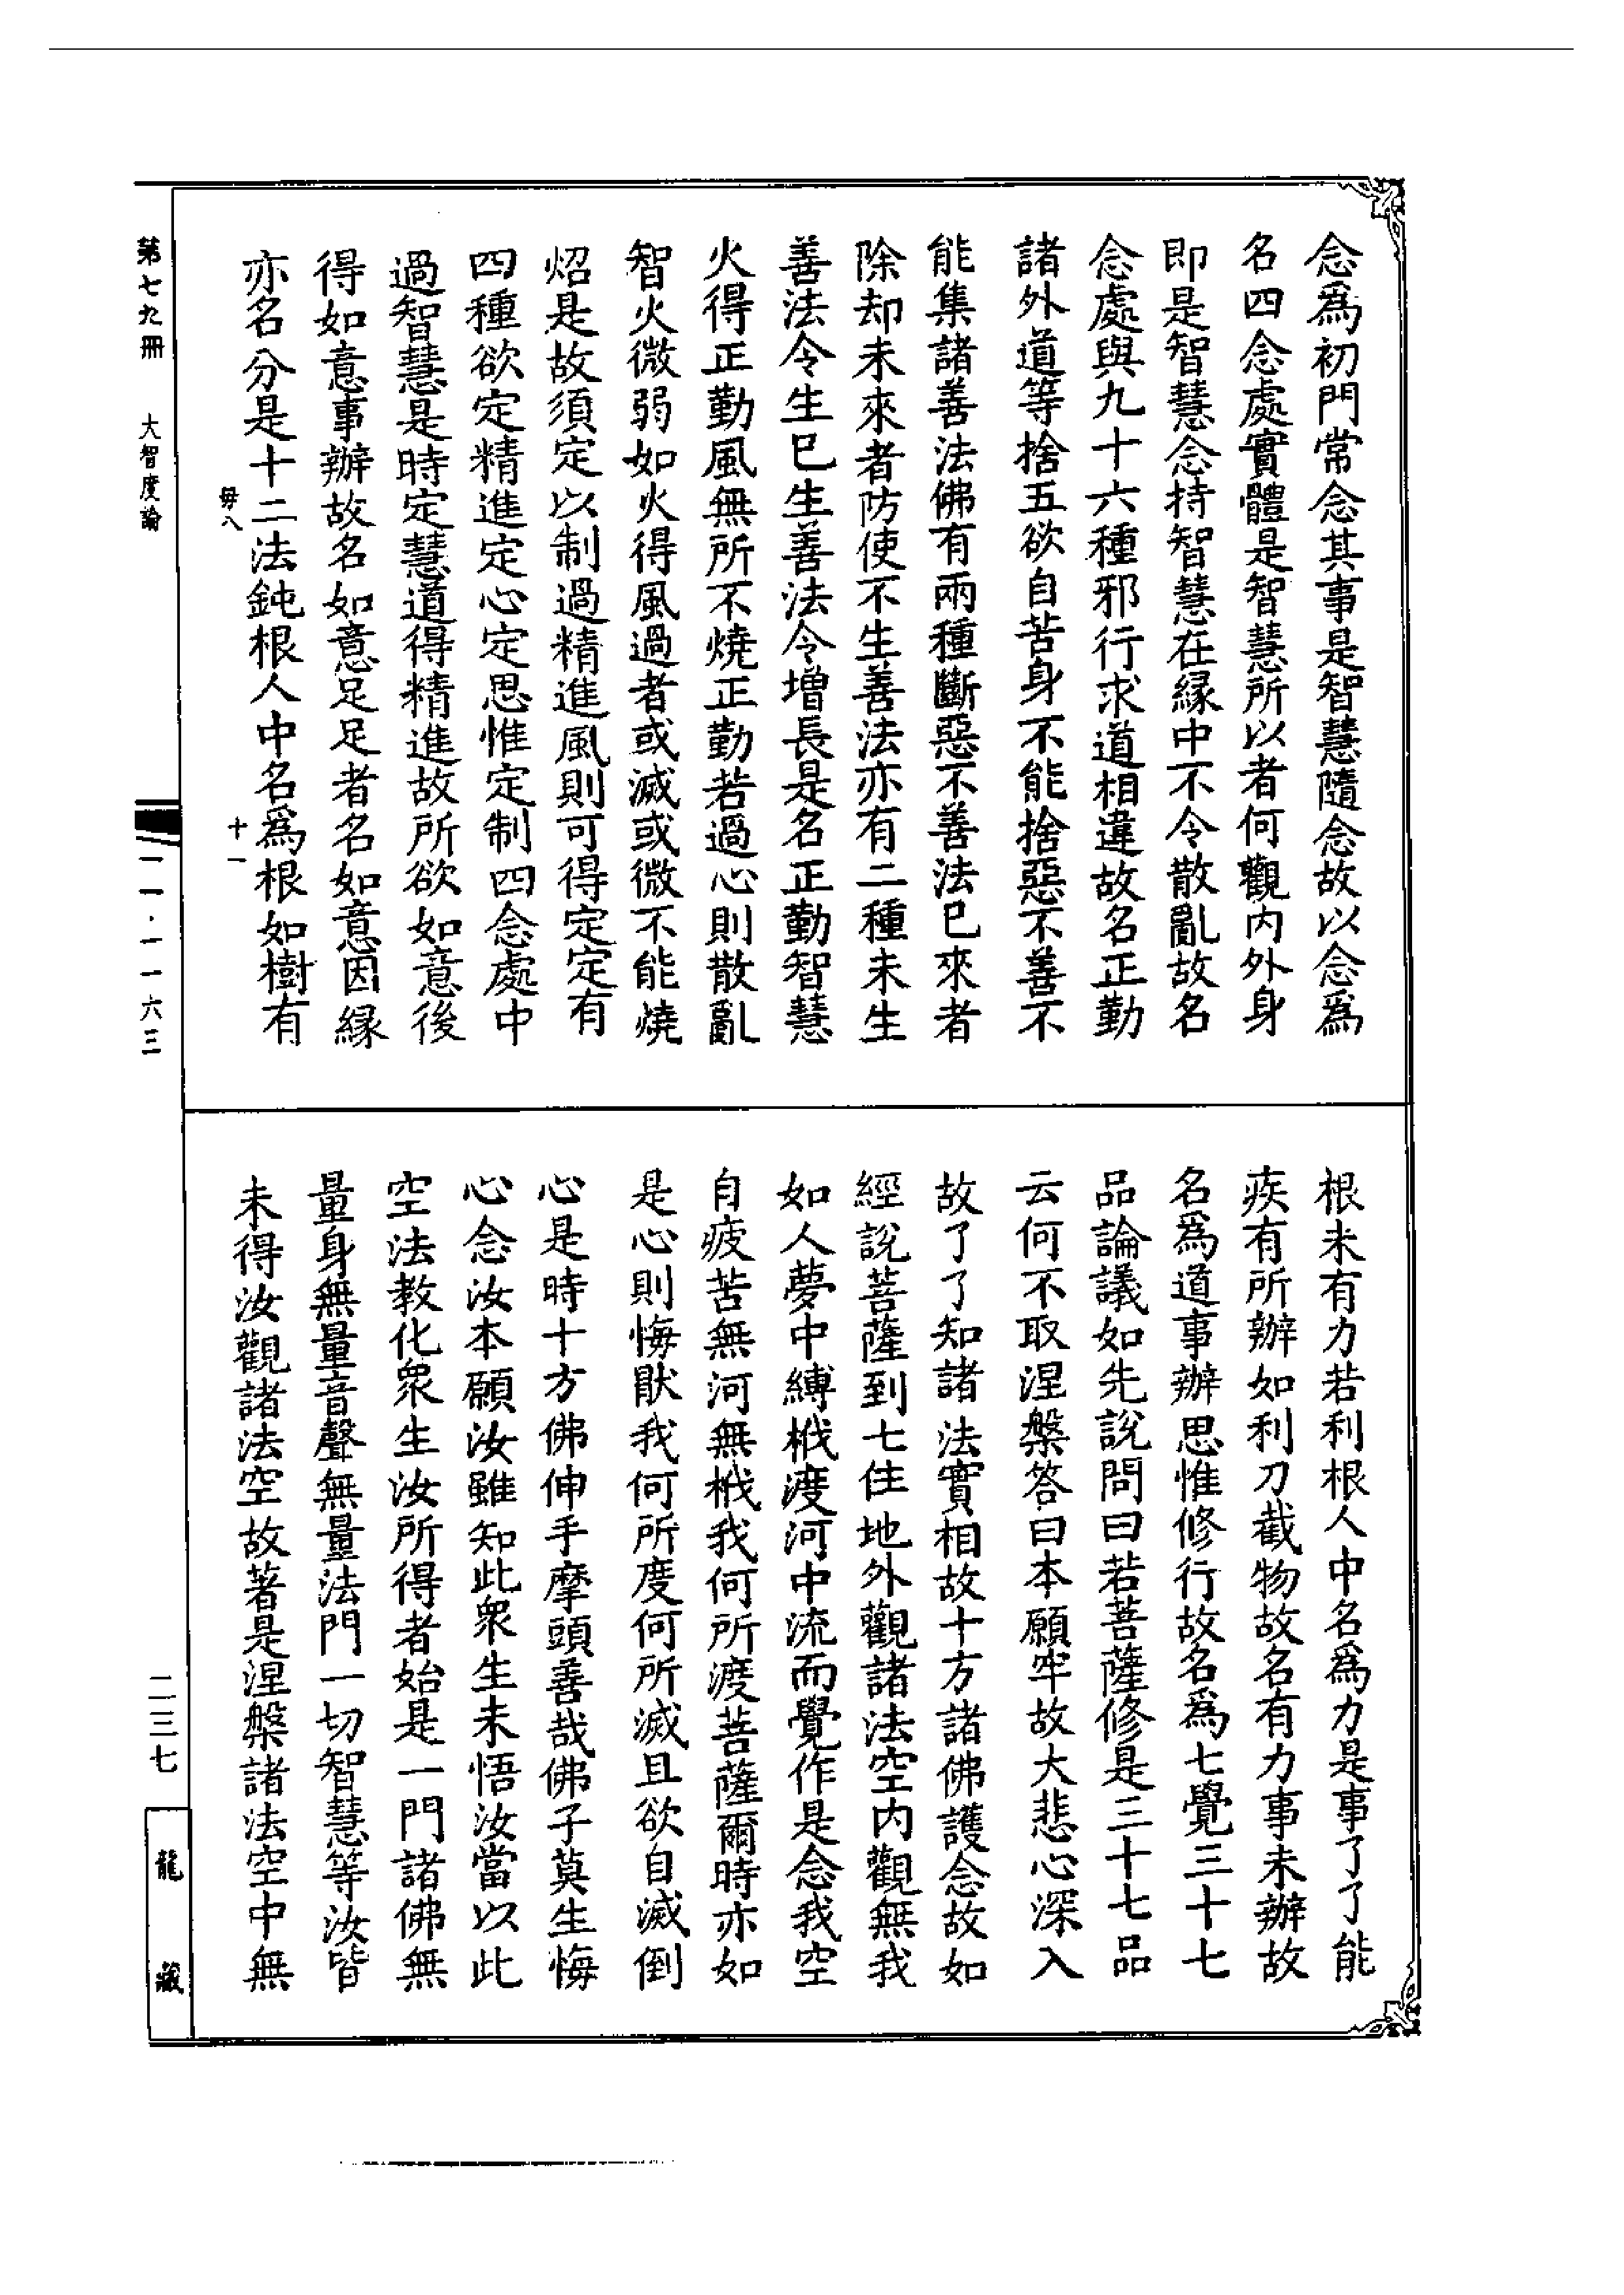 念爲初門常念其事是智慧隨念故以念爲
名四念處實體是智慧所以者何觀内外身
即是智慧念持智慧在縁中不令散亂故名
念處與九十六種邪行求道相違故名正勤
諸外道等捨五欲自苦身不能捨惡不善不
能集諸善法佛有兩種斷惡不善法已來者
除却未來者防使不生善法亦有二種未生
善法令生已生善法令增長是名正勤智慧
火得正勤風無所不燒正勤若過心則散亂
智火微弱如火得風過者或滅或微不能燒
炤是故須定以制過精進風則可得定定有
四種欲定精進定心定思惟定制四念處中
過智慧是時定慧道得精進故所欲如意後
得如意事辦故名如意足足者名如意因縁
亦名分是十二法鈍根人中名爲根如樹有
毎八
十一
根未有力若利根人中名爲力是事了了能
疾有所辦如利刀截物故名有力事未辦故
名爲道事辦思惟修行故名爲七覺三十七
品論議如先說問曰若菩薩修是三十七品
云何不取涅槃答曰本願牢故大悲心深入
故了了知諸法實相故十方諸佛護念故如
經說菩薩到七住地外觀諸法空内觀無我
如人夢中縛栰渡河中流而覺作是念我空
自疲苦無河無栰我何所渡菩薩爾時亦如
是心則悔猒我何所度何所滅且欲自滅倒
心是時十方佛伸手摩頭善哉佛子莫生悔
心念汝本願汝雖知此衆生未悟汝當以此
空法教化衆生汝所得者始是一門諸佛無
量身無量音聲無量法門一切智慧等汝皆
未得汝觀諸法空故著是涅槃諸法空中無
第七九冊
大智度論
一一·一一六三
二三七
龍藏